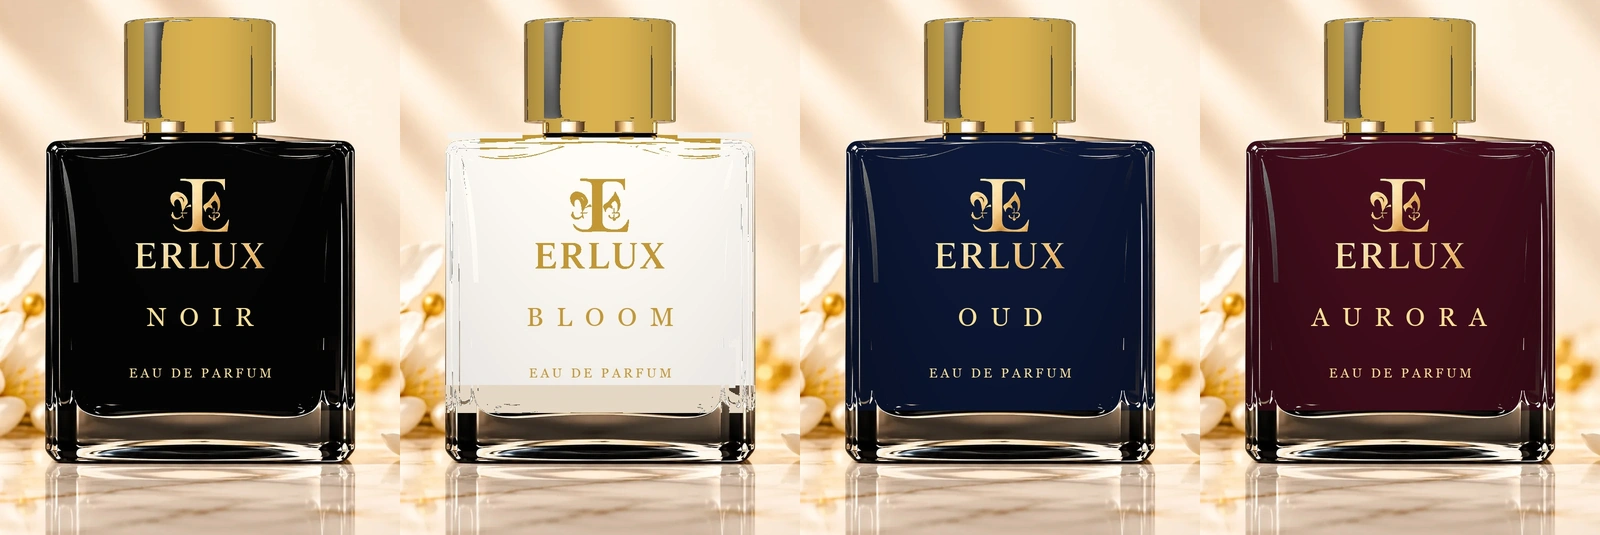 E
ERLUX
NOIR
EAU DE PARFUM
E
ERLUX
BLOOM
EAU DE PARFUM
E
ERLUX
OUD
EAU DE PARFUM
E
ERLUX
AURORA
EAU DE PARFUM